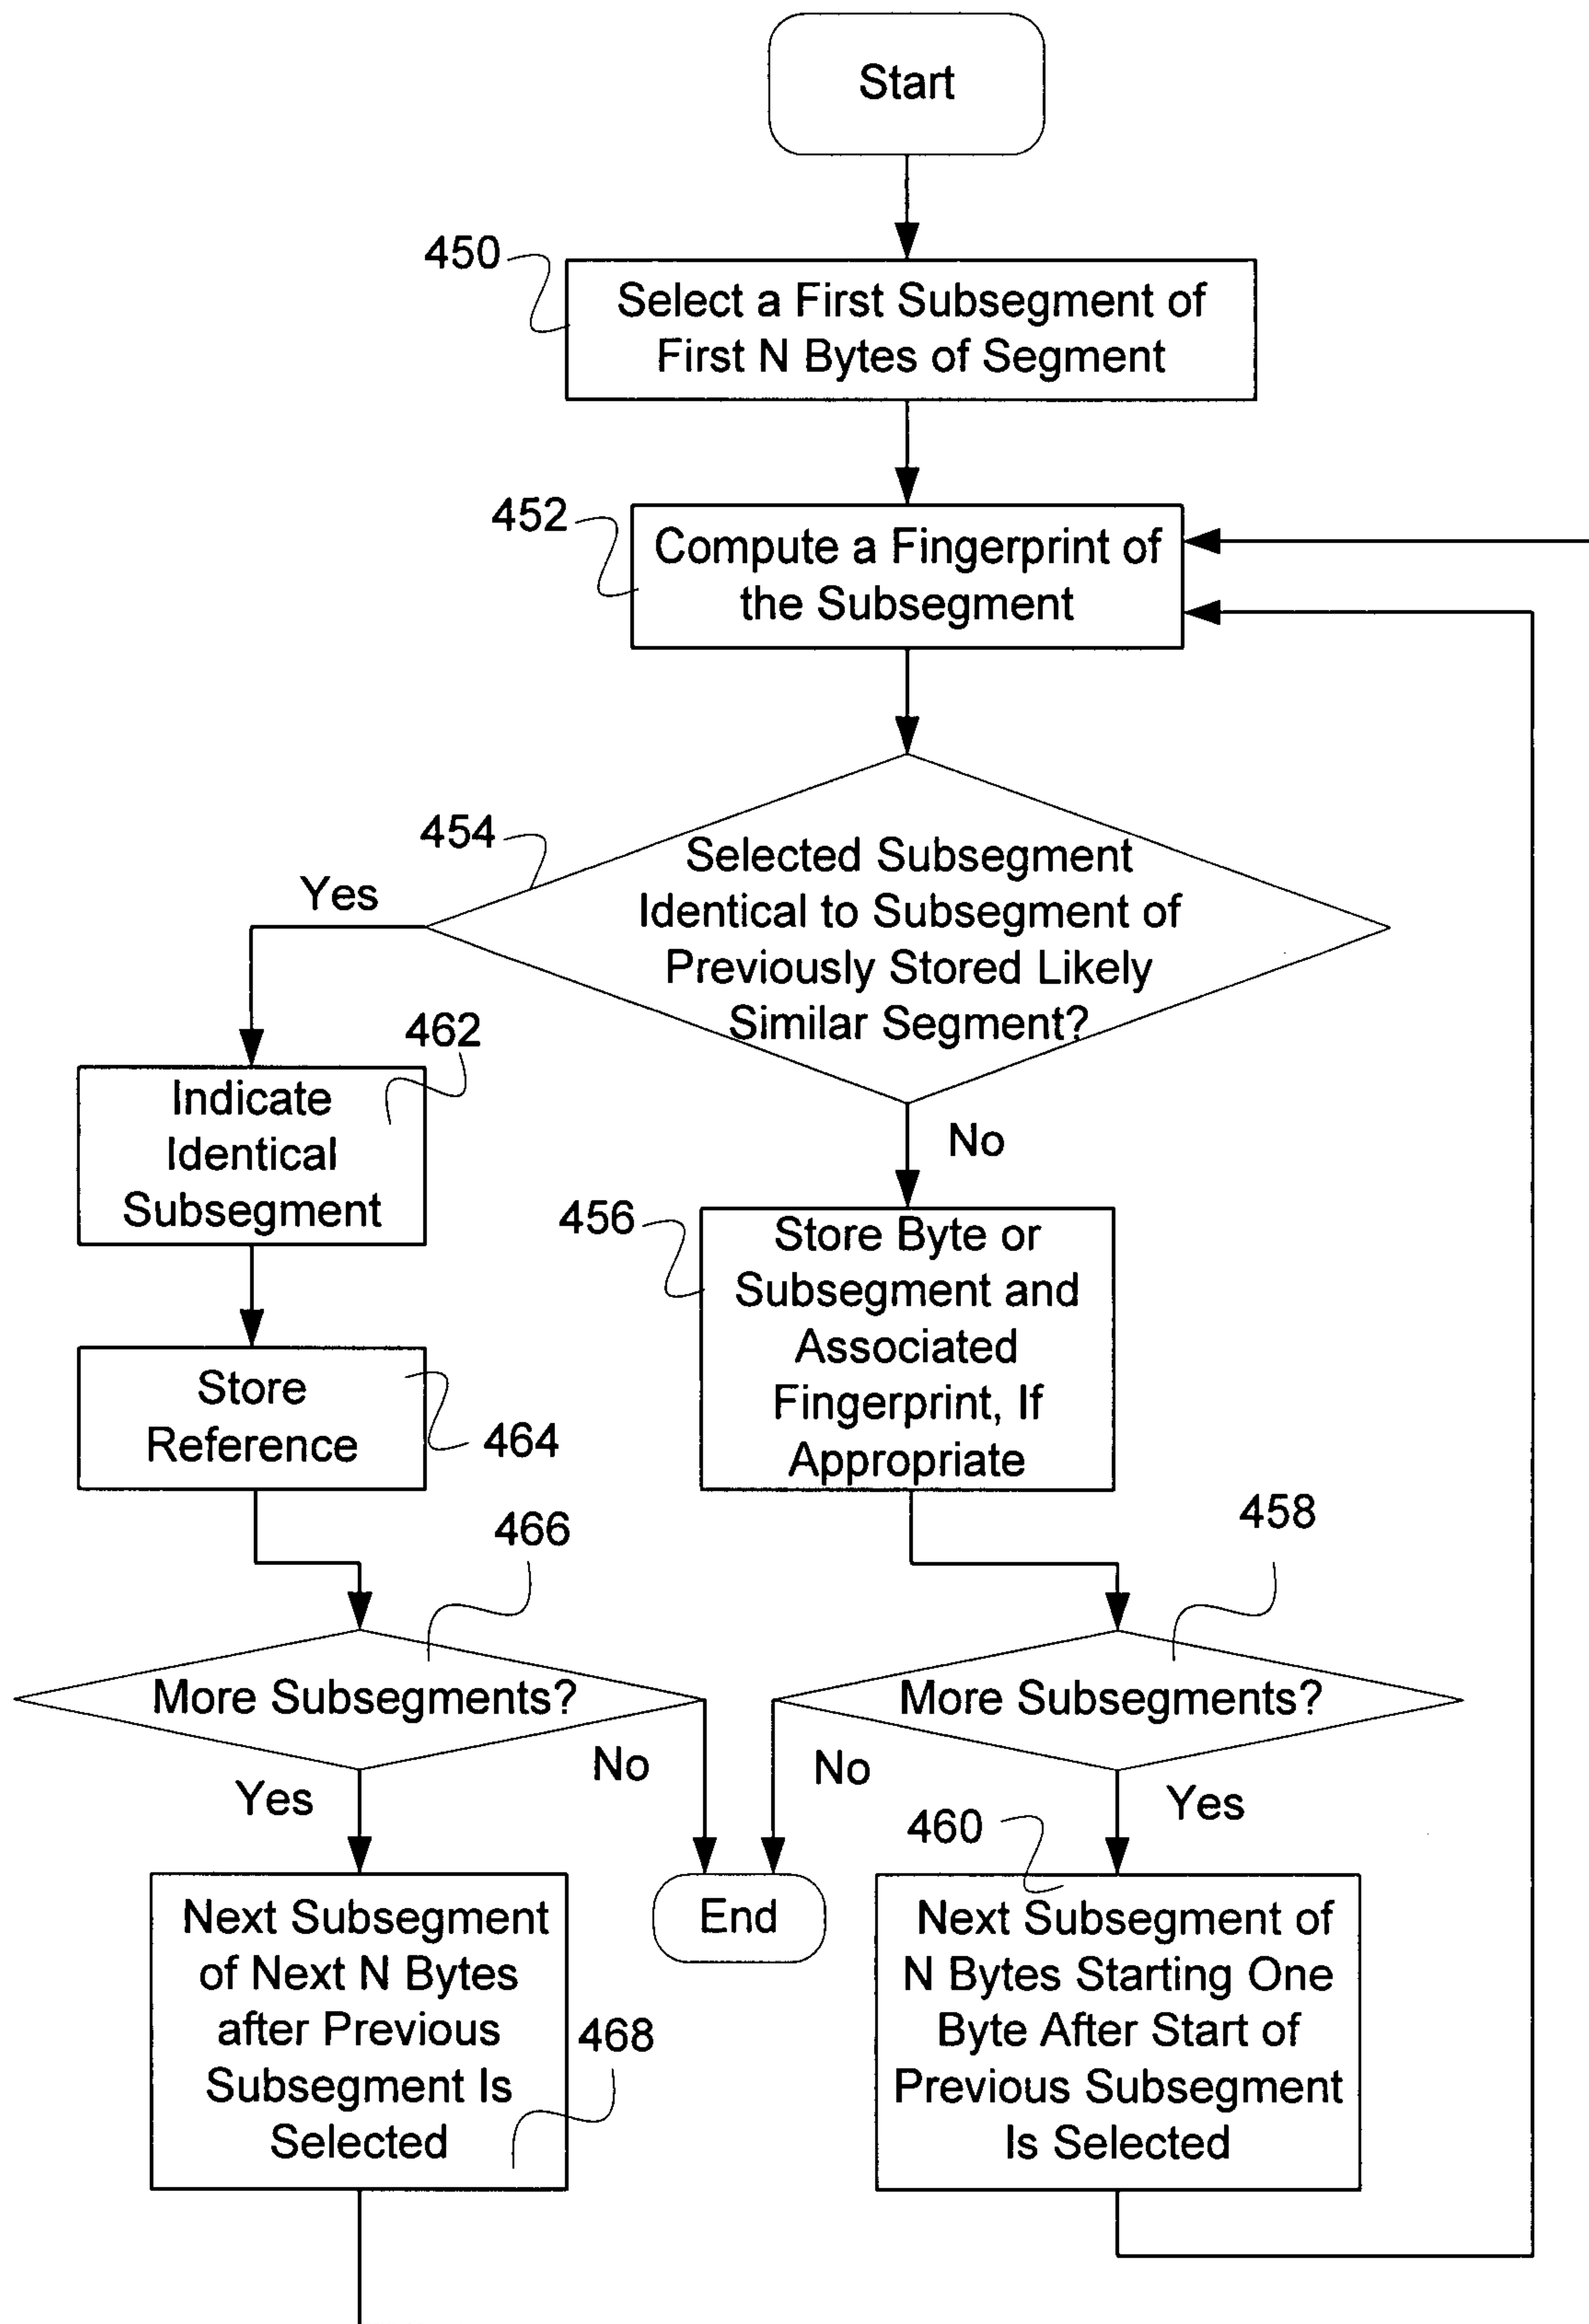 Start
450
Select a First Subsegment of
First N Bytes of Segment
452
Compute a Fingerprint of
the Subsegment
454
Selected Subsegment
Identical to Subsegment of
Previously Stored Likely
Similar Segment?
Yes
No
462
Indicate
Identical
Subsegment
456
Store Byte or
Subsegment and
Associated
Fingerprint, If
Appropriate
Store
Reference
464
466
458
More Subsegments?
More Subsegments?
No
No
Yes
Yes
460
Next Subsegment
of Next N Bytes
after Previous
Subsegment Is
Selected
468
End
Next Subsegment of
N Bytes Starting One
Byte After Start of
Previous Subsegment
Is Selected